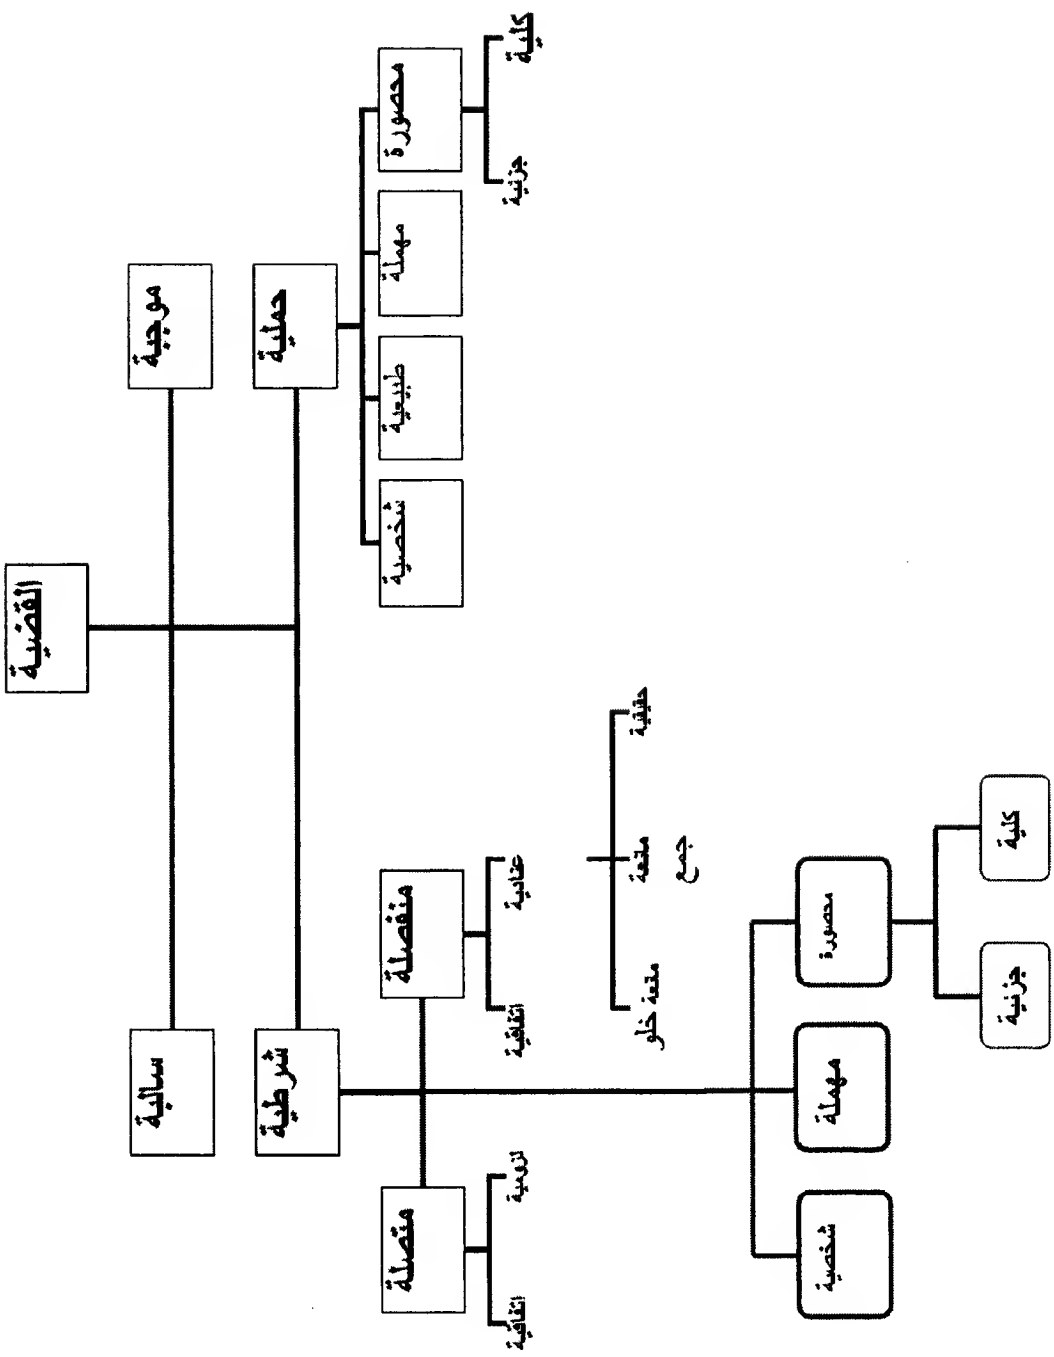 القضية
موجبة
سالبة
حملية
شرطية
محصورة
مهملة
طبيعية
شخصية
كلية
جزئية
منفصلة
متصلة
عنادية
اتفاقية
لزومية
اتفاقية
حقيقية
مانعة
جمع
مانعة خلو
محصورة
مهملة
شخصية
كلية
جزئية